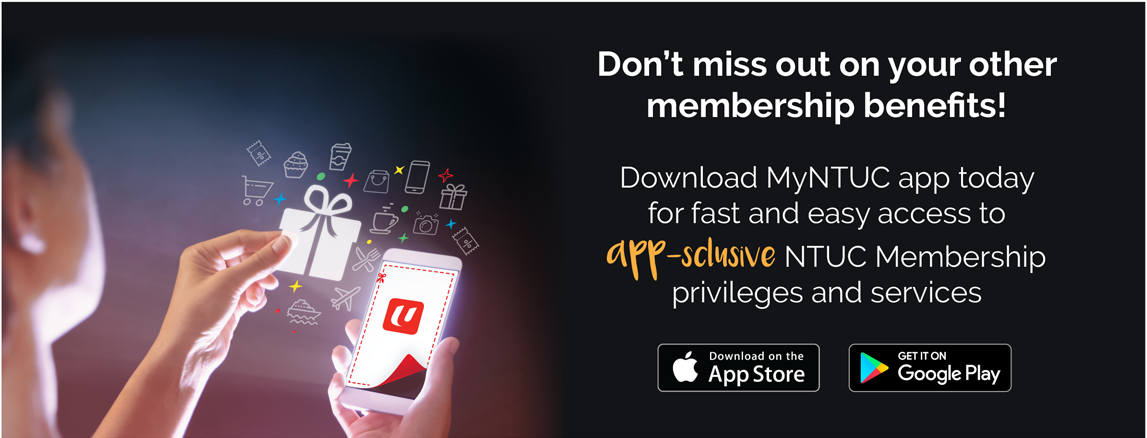 Don't miss out on your other
membership benefits!
Download MyNTUC app today
for fast and easy access to
app-sclusive NTUC Membership
privileges and services
Download on the
App Store
GET IT ON
Google Play